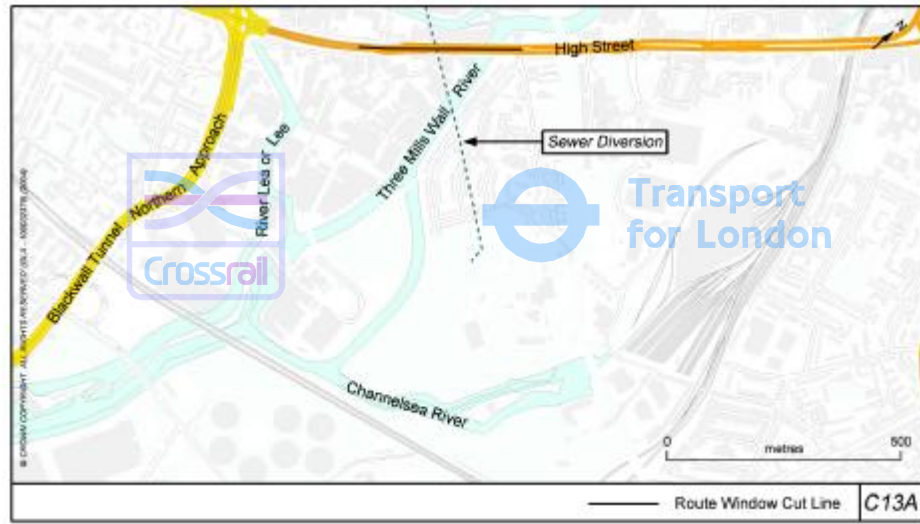 High Street
N
Three Mills Wall River
River Lea or Lee
Sewer Diversion
Blackwall Tunnel Northern Approach
Crossrail
Transport
for London
Channelsea River
0 500
metres
Route Window Cut Line
C13A